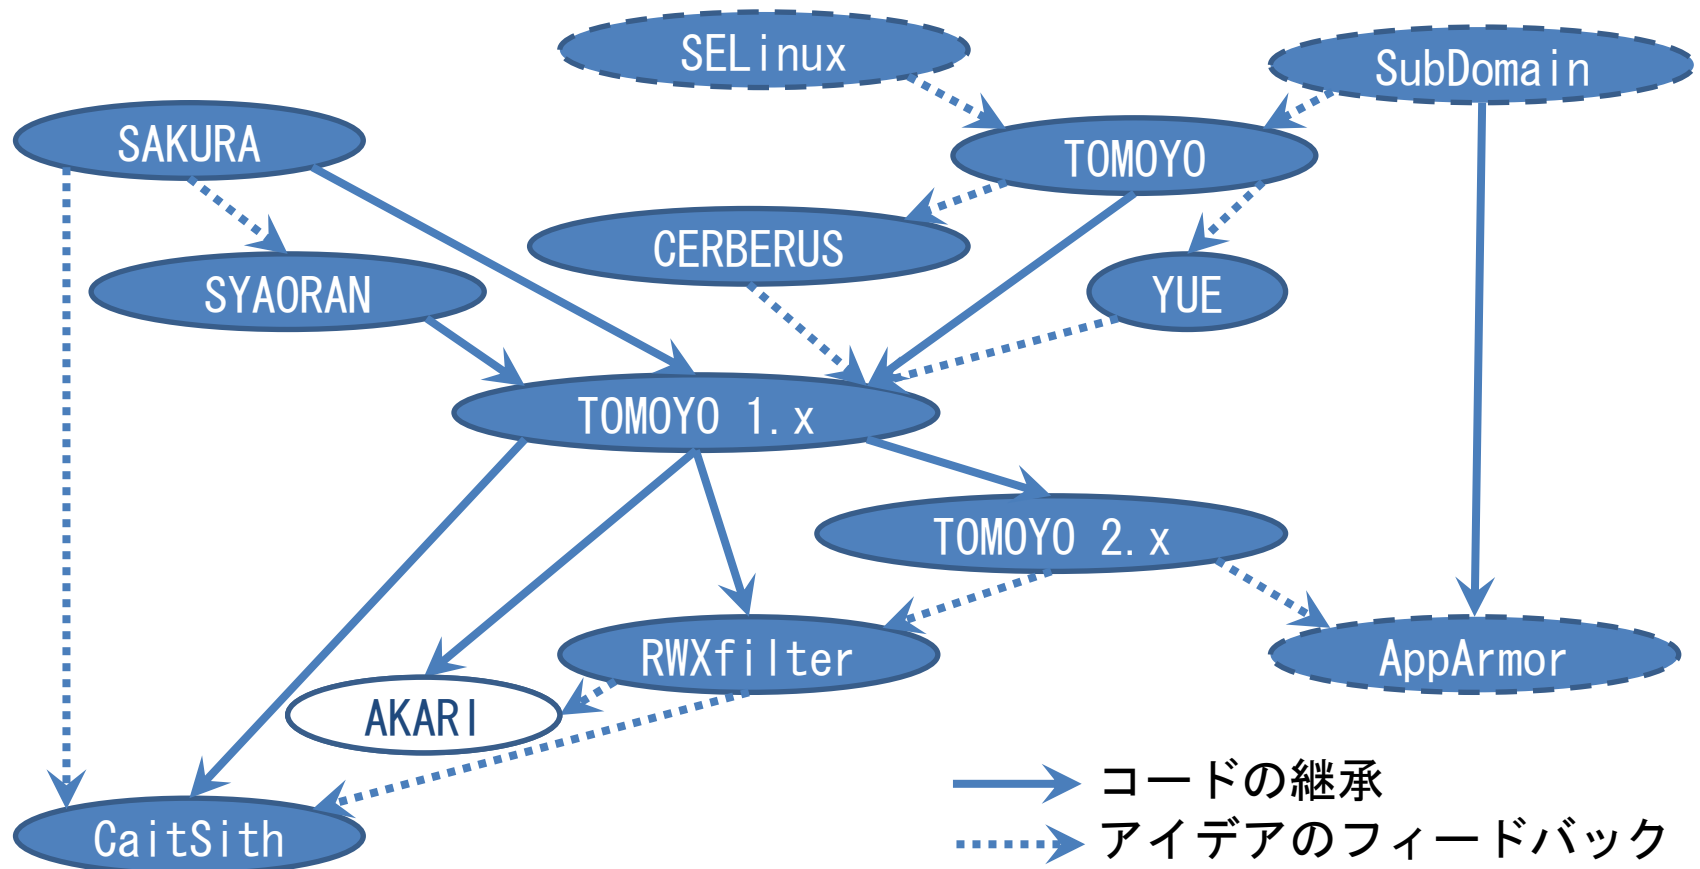 SELinux
SubDomain
SAKURA
TOMOYO
CERBERUS
SYAORAN
YUE
TOMOYO 1.x
TOMOYO 2.x
RWXfilter
AppArmor
AKARI
コードの継承
CaitSith
アイデアのフィードバック